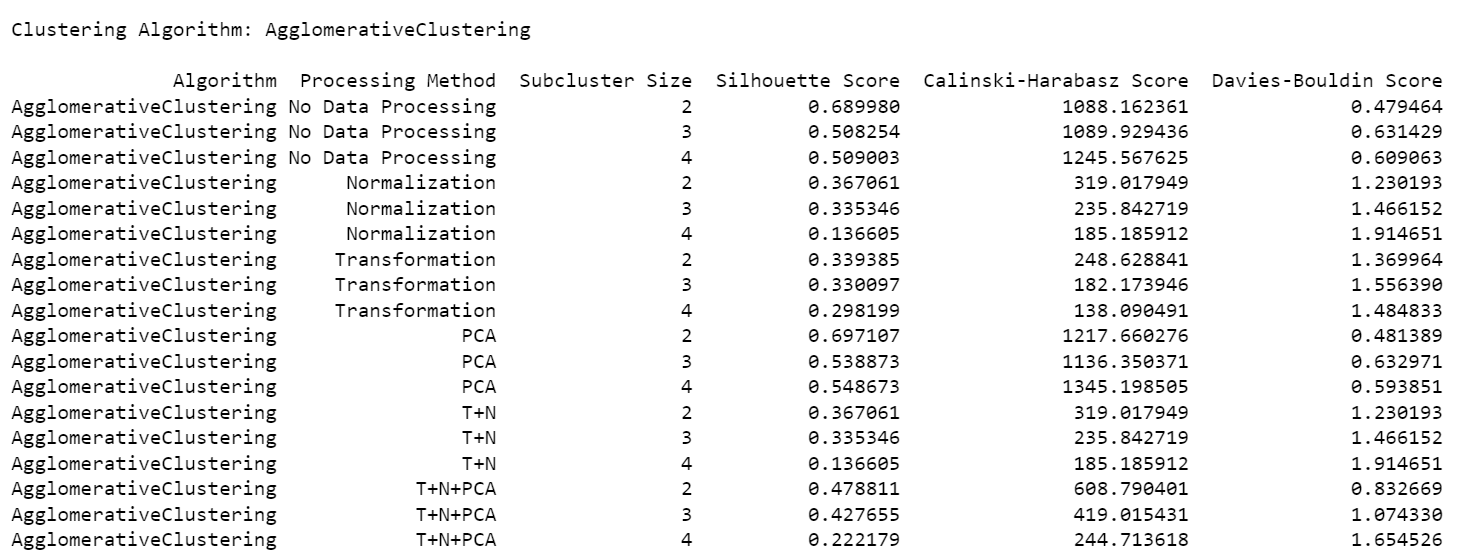 Clustering Algorithm: AgglomerativeClustering
Algorithm Processing Method Subcluster Size Silhouette Score Calinski-Harabasz Score Davies-Bouldin Score
AgglomerativeClustering No Data Processing 2 0.689980 1088.162361 0.479464
AgglomerativeClustering No Data Processing 3 0.508254 1089.929436 0.631429
AgglomerativeClustering No Data Processing 4 0.509003 1245.567625 0.609063
AgglomerativeClustering Normalization 2 0.367061 319.017949 1.230193
AgglomerativeClustering Normalization 3 0.335346 235.842719 1.466152
AgglomerativeClustering Normalization 4 0.136605 185.185912 1.914651
AgglomerativeClustering Transformation 2 0.339385 248.628841 1.369964
AgglomerativeClustering Transformation 3 0.330097 182.173946 1.556390
AgglomerativeClustering Transformation 4 0.298199 138.090491 1.484833
AgglomerativeClustering PCA 2 0.697107 1217.660276 0.481389
AgglomerativeClustering PCA 3 0.538873 1136.350371 0.632971
AgglomerativeClustering PCA 4 0.548673 1345.198505 0.593851
AgglomerativeClustering T+N 2 0.367061 319.017949 1.230193
AgglomerativeClustering T+N 3 0.335346 235.842719 1.466152
AgglomerativeClustering T+N 4 0.136605 185.185912 1.914651
AgglomerativeClustering T+N+PCA 2 0.478811 608.790401 0.832669
AgglomerativeClustering T+N+PCA 3 0.427655 419.015431 1.074330
AgglomerativeClustering T+N+PCA 4 0.222179 244.713618 1.654526